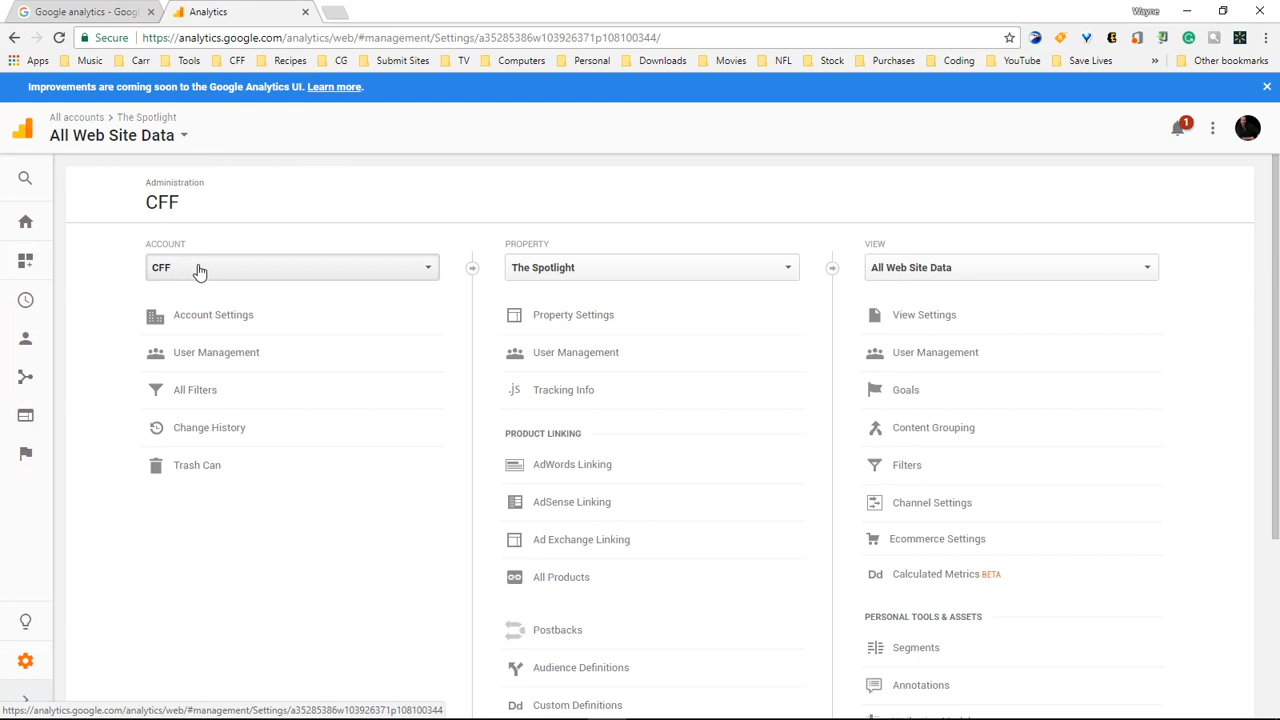 Google analytics - Goog
Analytics
Wayne
Secure
https://analytics.google.com/analytics/web/#management/Settings/a35285386w103926371p108100344/
Apps
Music
Carr
Tools
CFF
Recipes
CG
Submit Sites
TV
Computers
Personal
Downloads
Movies
NFL
Stock
Purchases
Coding
YouTube
Save Lives
»
Other bookmarks
Improvements are coming soon to the Google Analytics UI. Learn more.
All accounts > The Spotlight
All Web Site Data
1
Administration
CFF
ACCOUNT
CFF
Account Settings
User Management
All Filters
Change History
Trash Can
PROPERTY
The Spotlight
Property Settings
User Management
.js Tracking Info
PRODUCT LINKING
AdWords Linking
AdSense Linking
Ad Exchange Linking
All Products
Postbacks
Audience Definitions
Dd Custom Definitions
VIEW
All Web Site Data
View Settings
User Management
Goals
Content Grouping
Filters
Channel Settings
Ecommerce Settings
Dd Calculated Metrics BETA
PERSONAL TOOLS & ASSETS
Segments
Annotations
https://analytics.google.com/analytics/web/#management/Settings/a35285386w103926371p108100344